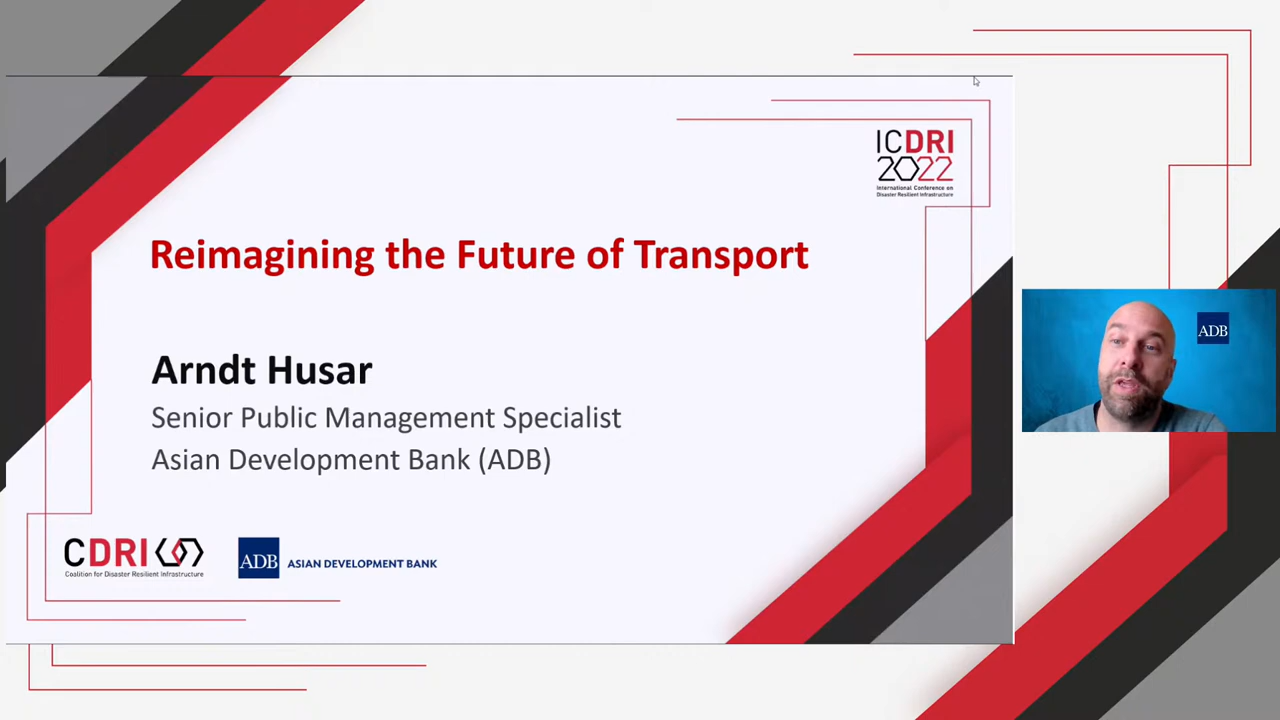 ICDRI
2022
International Conference on
Disaster Resilient Infrastructure
Reimagining the Future of Transport
Arndt Husar
Senior Public Management Specialist
Asian Development Bank (ADB)
CDRI
Coalition for Disaster Resilient Infrastructure
ADB
ASIAN DEVELOPMENT BANK
ADB